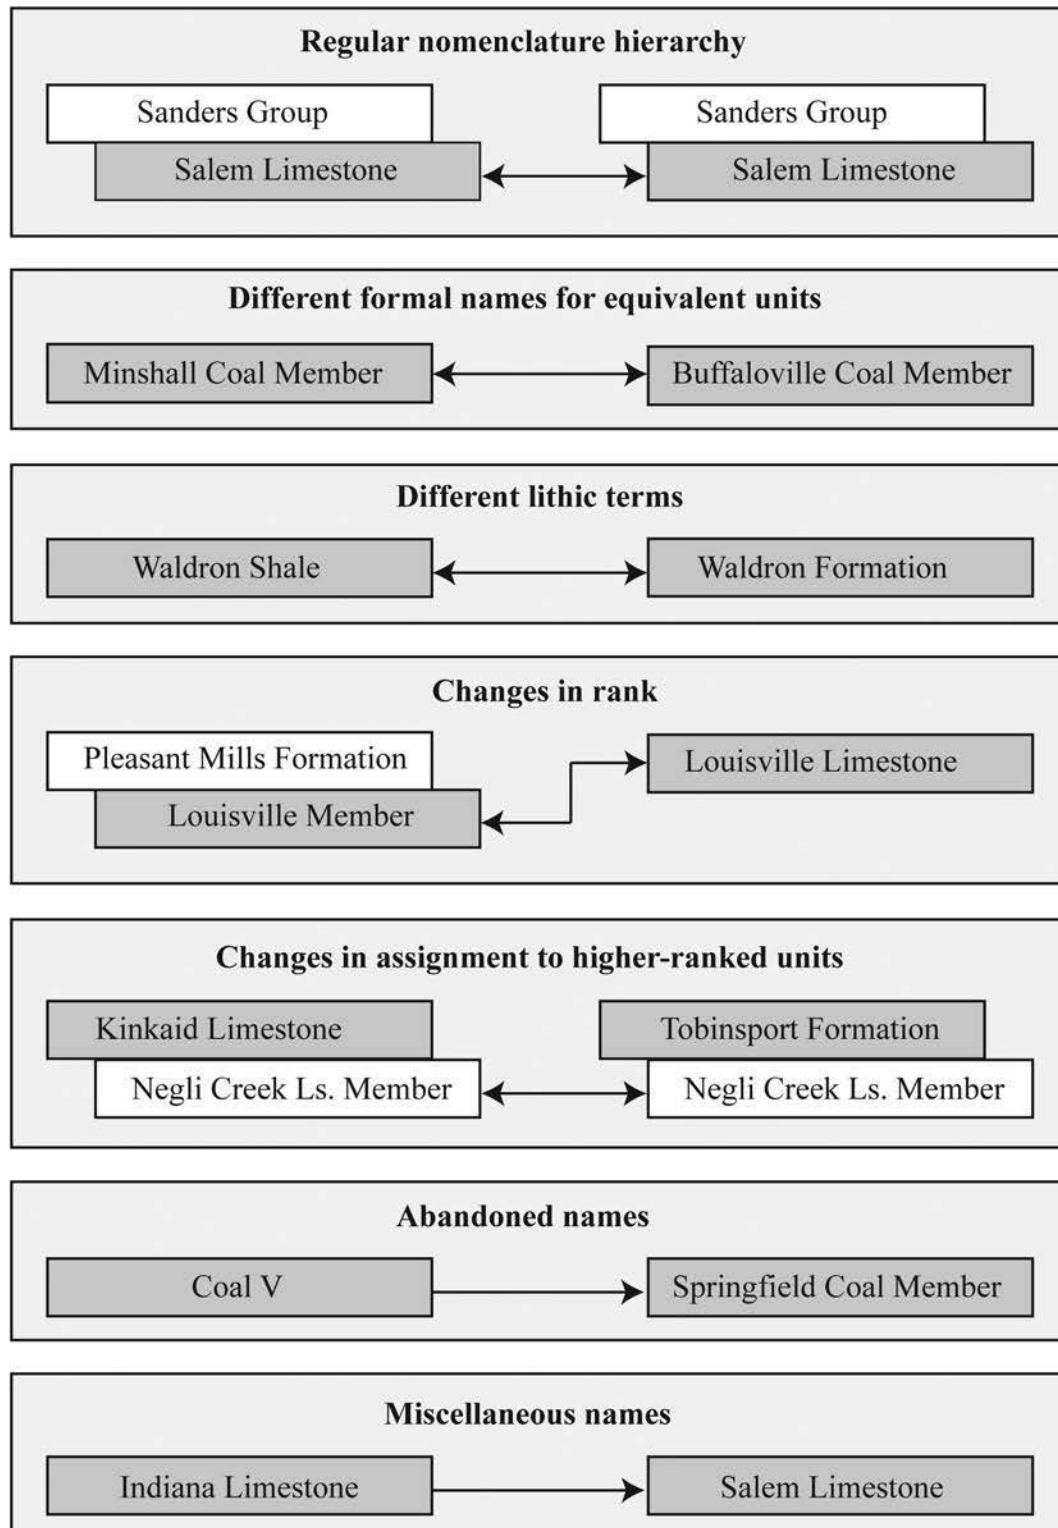 Regular nomenclature hierarchy
Sanders Group
Sanders Group
Salem Limestone
Salem Limestone
Different formal names for equivalent units
Minshall Coal Member
Buffaloville Coal Member
Different lithic terms
Waldron Shale
Waldron Formation
Changes in rank
Pleasant Mills Formation
Louisville Limestone
Louisville Member
Changes in assignment to higher-ranked units
Kinkaid Limestone
Tobinsport Formation
Negli Creek Ls. Member
Negli Creek Ls. Member
Abandoned names
Coal V
Springfield Coal Member
Miscellaneous names
Indiana Limestone
Salem Limestone